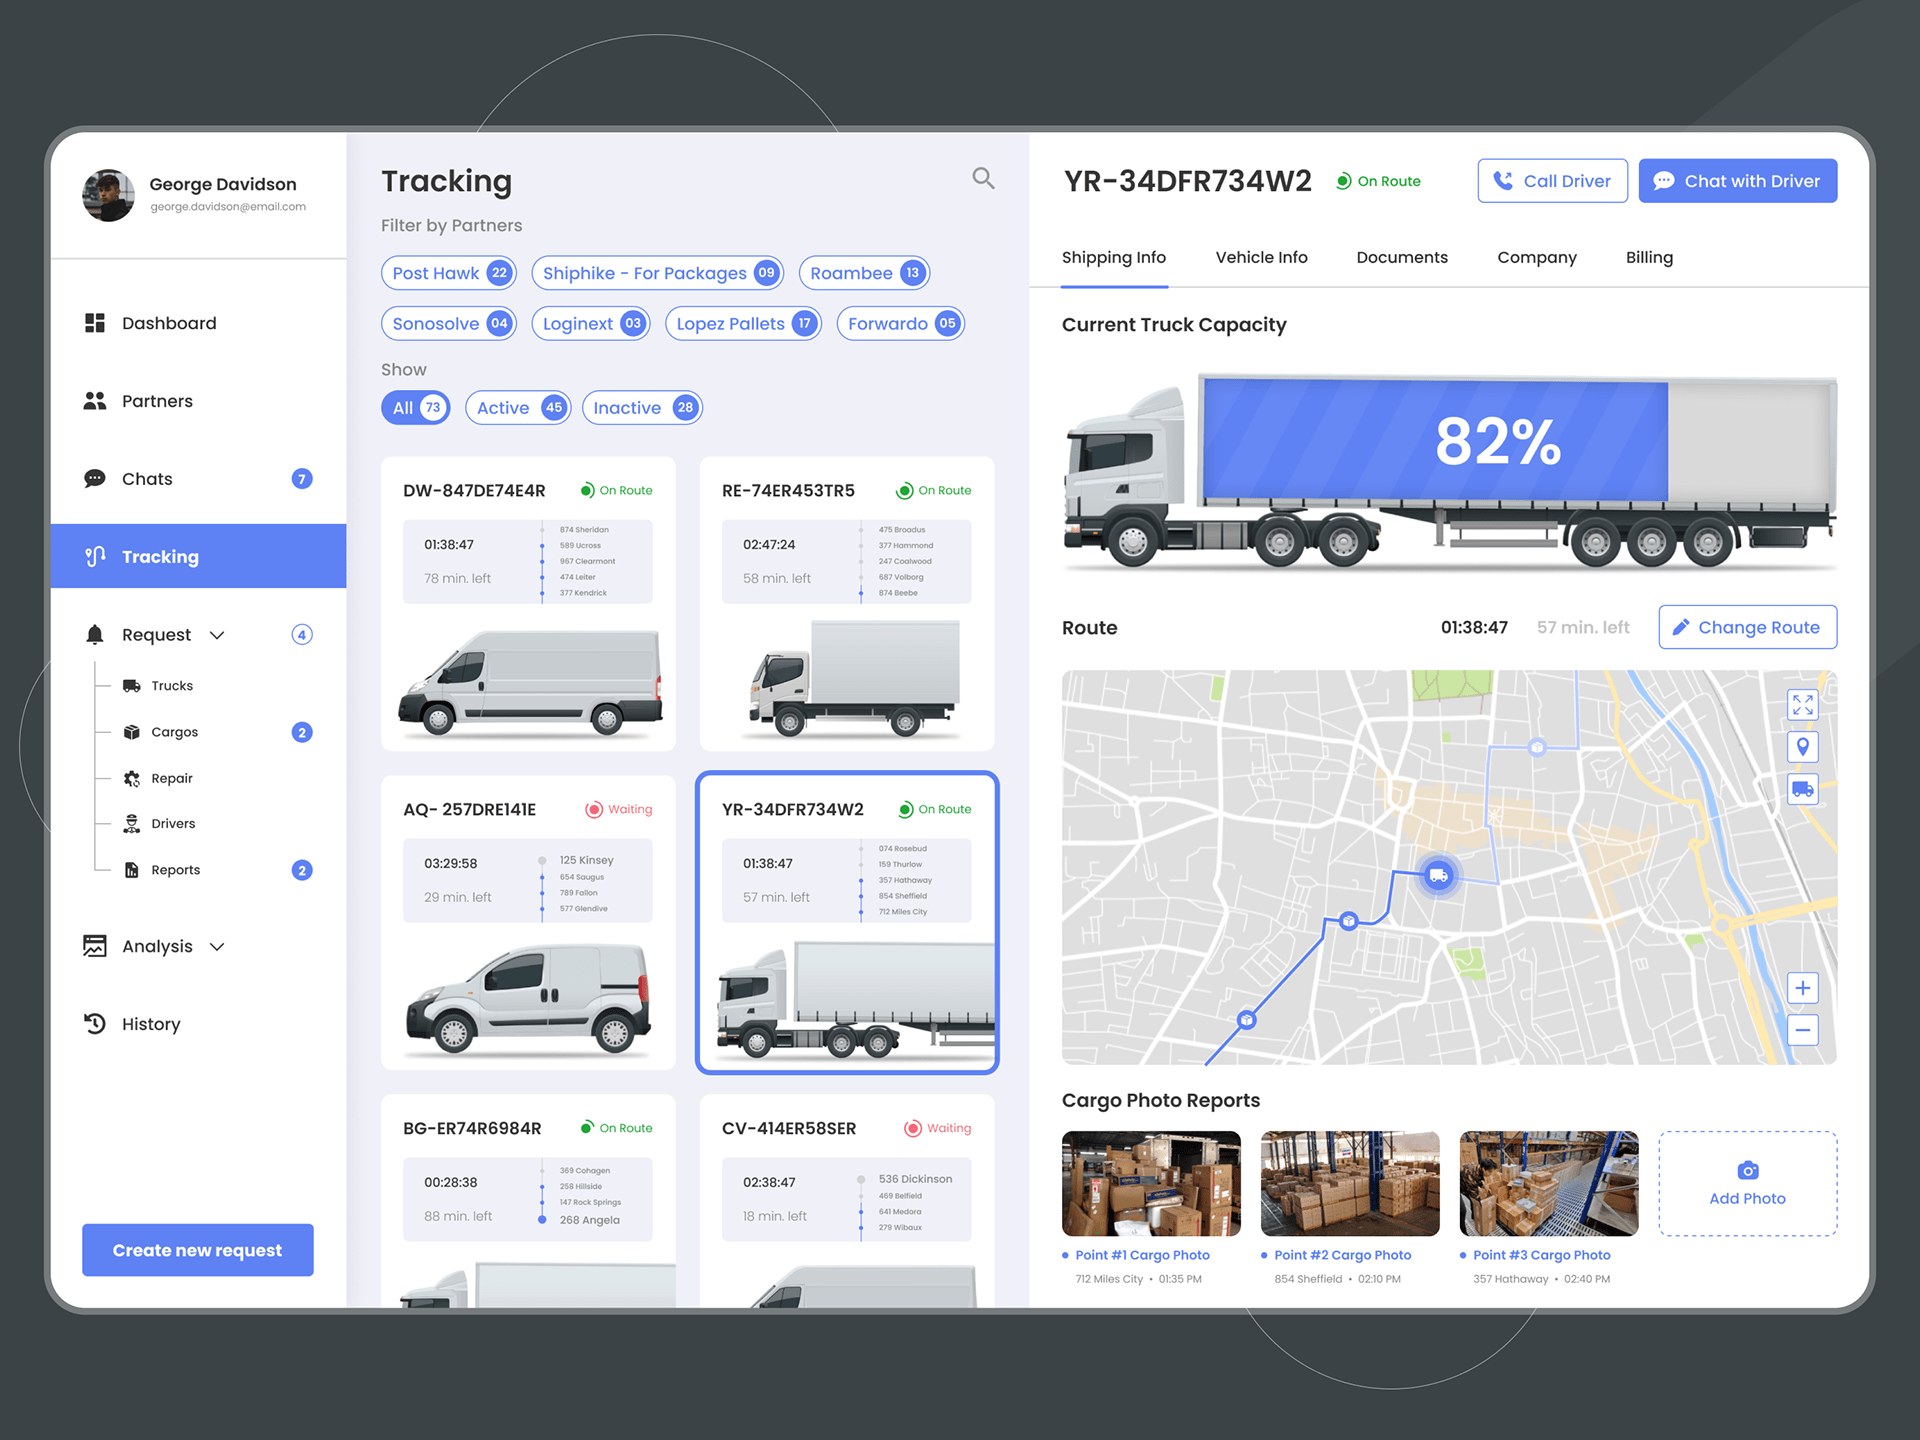 George Davidson
george.davidson@email.com
Dashboard
Partners
Chats 7
Tracking
Request 4
Trucks
Cargos 2
Repair
Drivers
Reports 2
Analysis
History
Create new request
Tracking
Filter by Partners
Post Hawk 22 Shiphike - For Packages 09 Roambee 13
Sonosolve 04 Loginext 03 Lopez Pallets 17 Forwardo 05
Show
All 73 Active 45 Inactive 28
DW-847DE74E4R On Route
01:38:47
78 min. left
874 Sheridan
589 Ucross
967 Clearmont
474 Leiter
377 Kendrick
RE-74ER453TR5 On Route
02:47:24
58 min. left
475 Broadus
377 Hammond
247 Coalwood
687 Volborg
874 Beebe
AQ- 257DRE141E Waiting
03:29:58
29 min. left
125 Kinsey
654 Saugus
789 Fallon
577 Glendive
YR-34DFR734W2 On Route
01:38:47
57 min. left
074 Rosebud
159 Thurlow
357 Hathaway
854 Sheffield
712 Miles City
BG-ER74R6984R On Route
00:28:38
88 min. left
369 Cohagen
258 Hillside
147 Rock Springs
268 Angela
CV-414ER58SER Waiting
02:38:47
18 min. left
536 Dickinson
469 Belfield
641 Medora
279 Wibaux
YR-34DFR734W2 On Route Call Driver Chat with Driver
Shipping Info Vehicle Info Documents Company Billing
Current Truck Capacity
82%
Route 01:38:47 57 min. left Change Route
Cargo Photo Reports
Add Photo
Point #1 Cargo Photo
712 Miles City • 01:35 PM
Point #2 Cargo Photo
854 Sheffield • 02:10 PM
Point #3 Cargo Photo
357 Hathaway • 02:40 PM